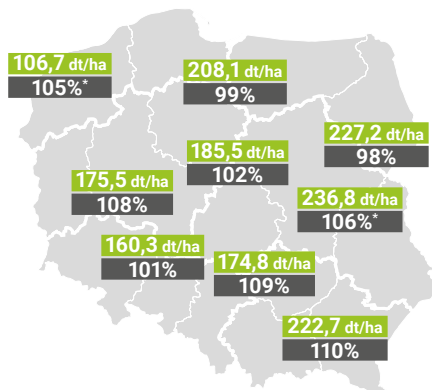 106,7 dt/ha
105%*
208,1 dt/ha
99%
227,2 dt/ha
98%
185,5 dt/ha
102%
175,5 dt/ha
108%
236,8 dt/ha
106%*
160,3 dt/ha
101%
174,8 dt/ha
109%
222,7 dt/ha
110%